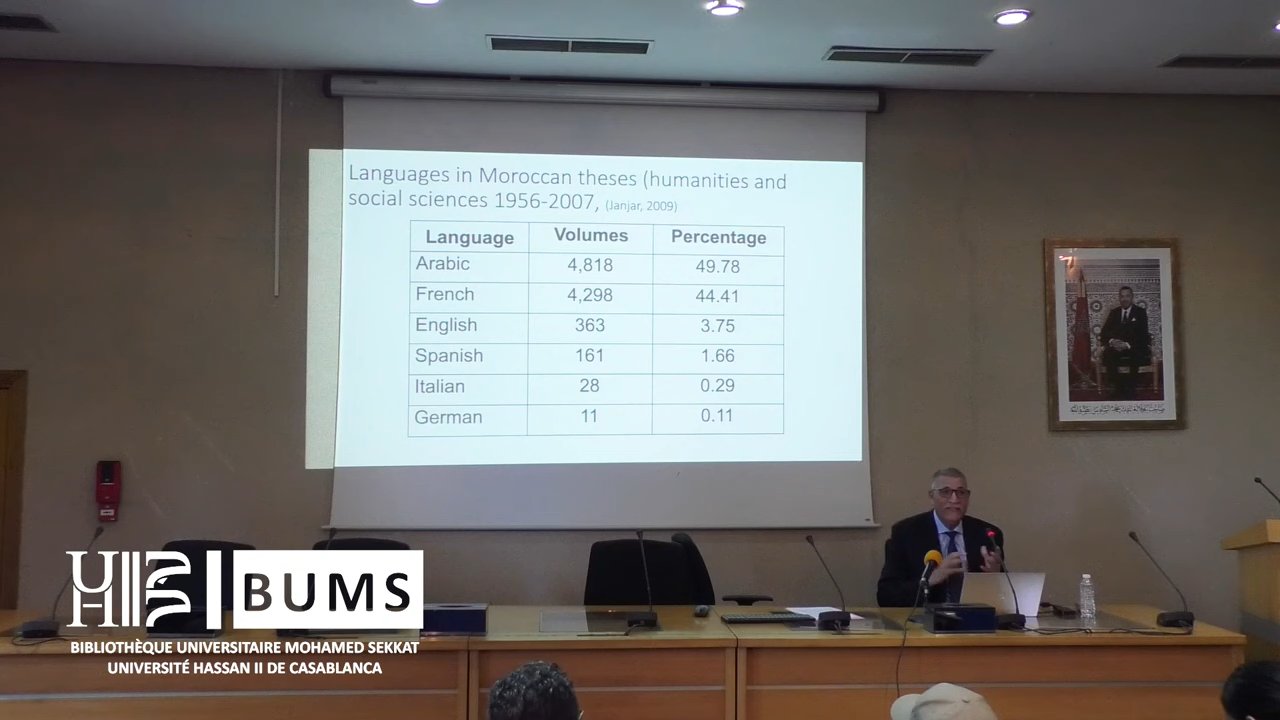 Languages in Moroccan theses (humanities and
social sciences 1956-2007, (Janjar, 2009)
Language Volumes Percentage
Arabic 4,818 49.78
French 4,298 44.41
English 363 3.75
Spanish 161 1.66
Italian 28 0.29
German 11 0.11
UH
BUMS
BIBLIOTHÈQUE UNIVERSITAIRE MOHAMED SEKKAT
UNIVERSITÉ HASSAN II DE CASABLANCA